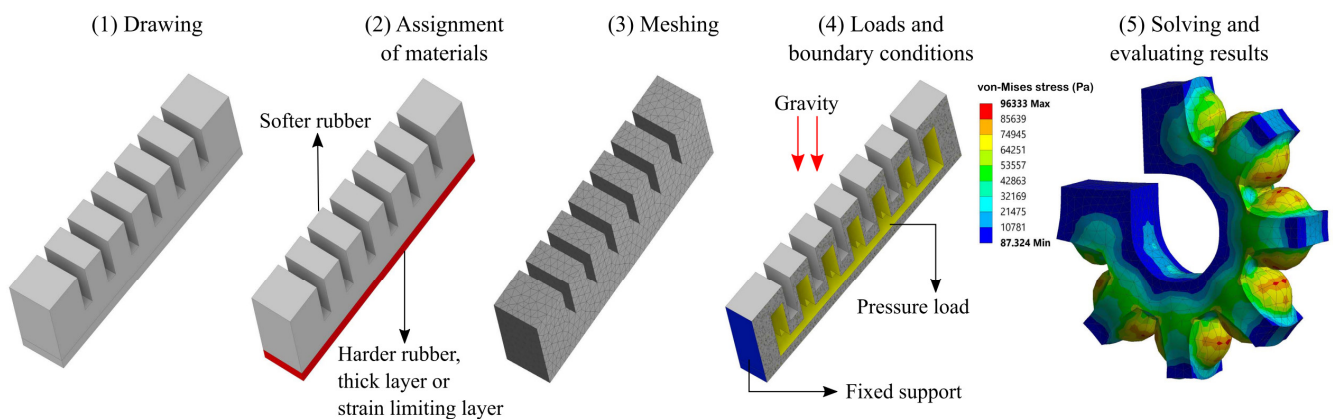 (1) Drawing
(2) Assignment
of materials
(3) Meshing
(4) Loads and
boundary conditions
(5) Solving and
evaluating results
Softer rubber
Harder rubber,
thick layer or
strain limiting layer
Gravity
Pressure load
Fixed support
von-Mises stress (Pa)
96333 Max
85639
74945
64251
53557
42863
32169
21475
10781
87.324 Min